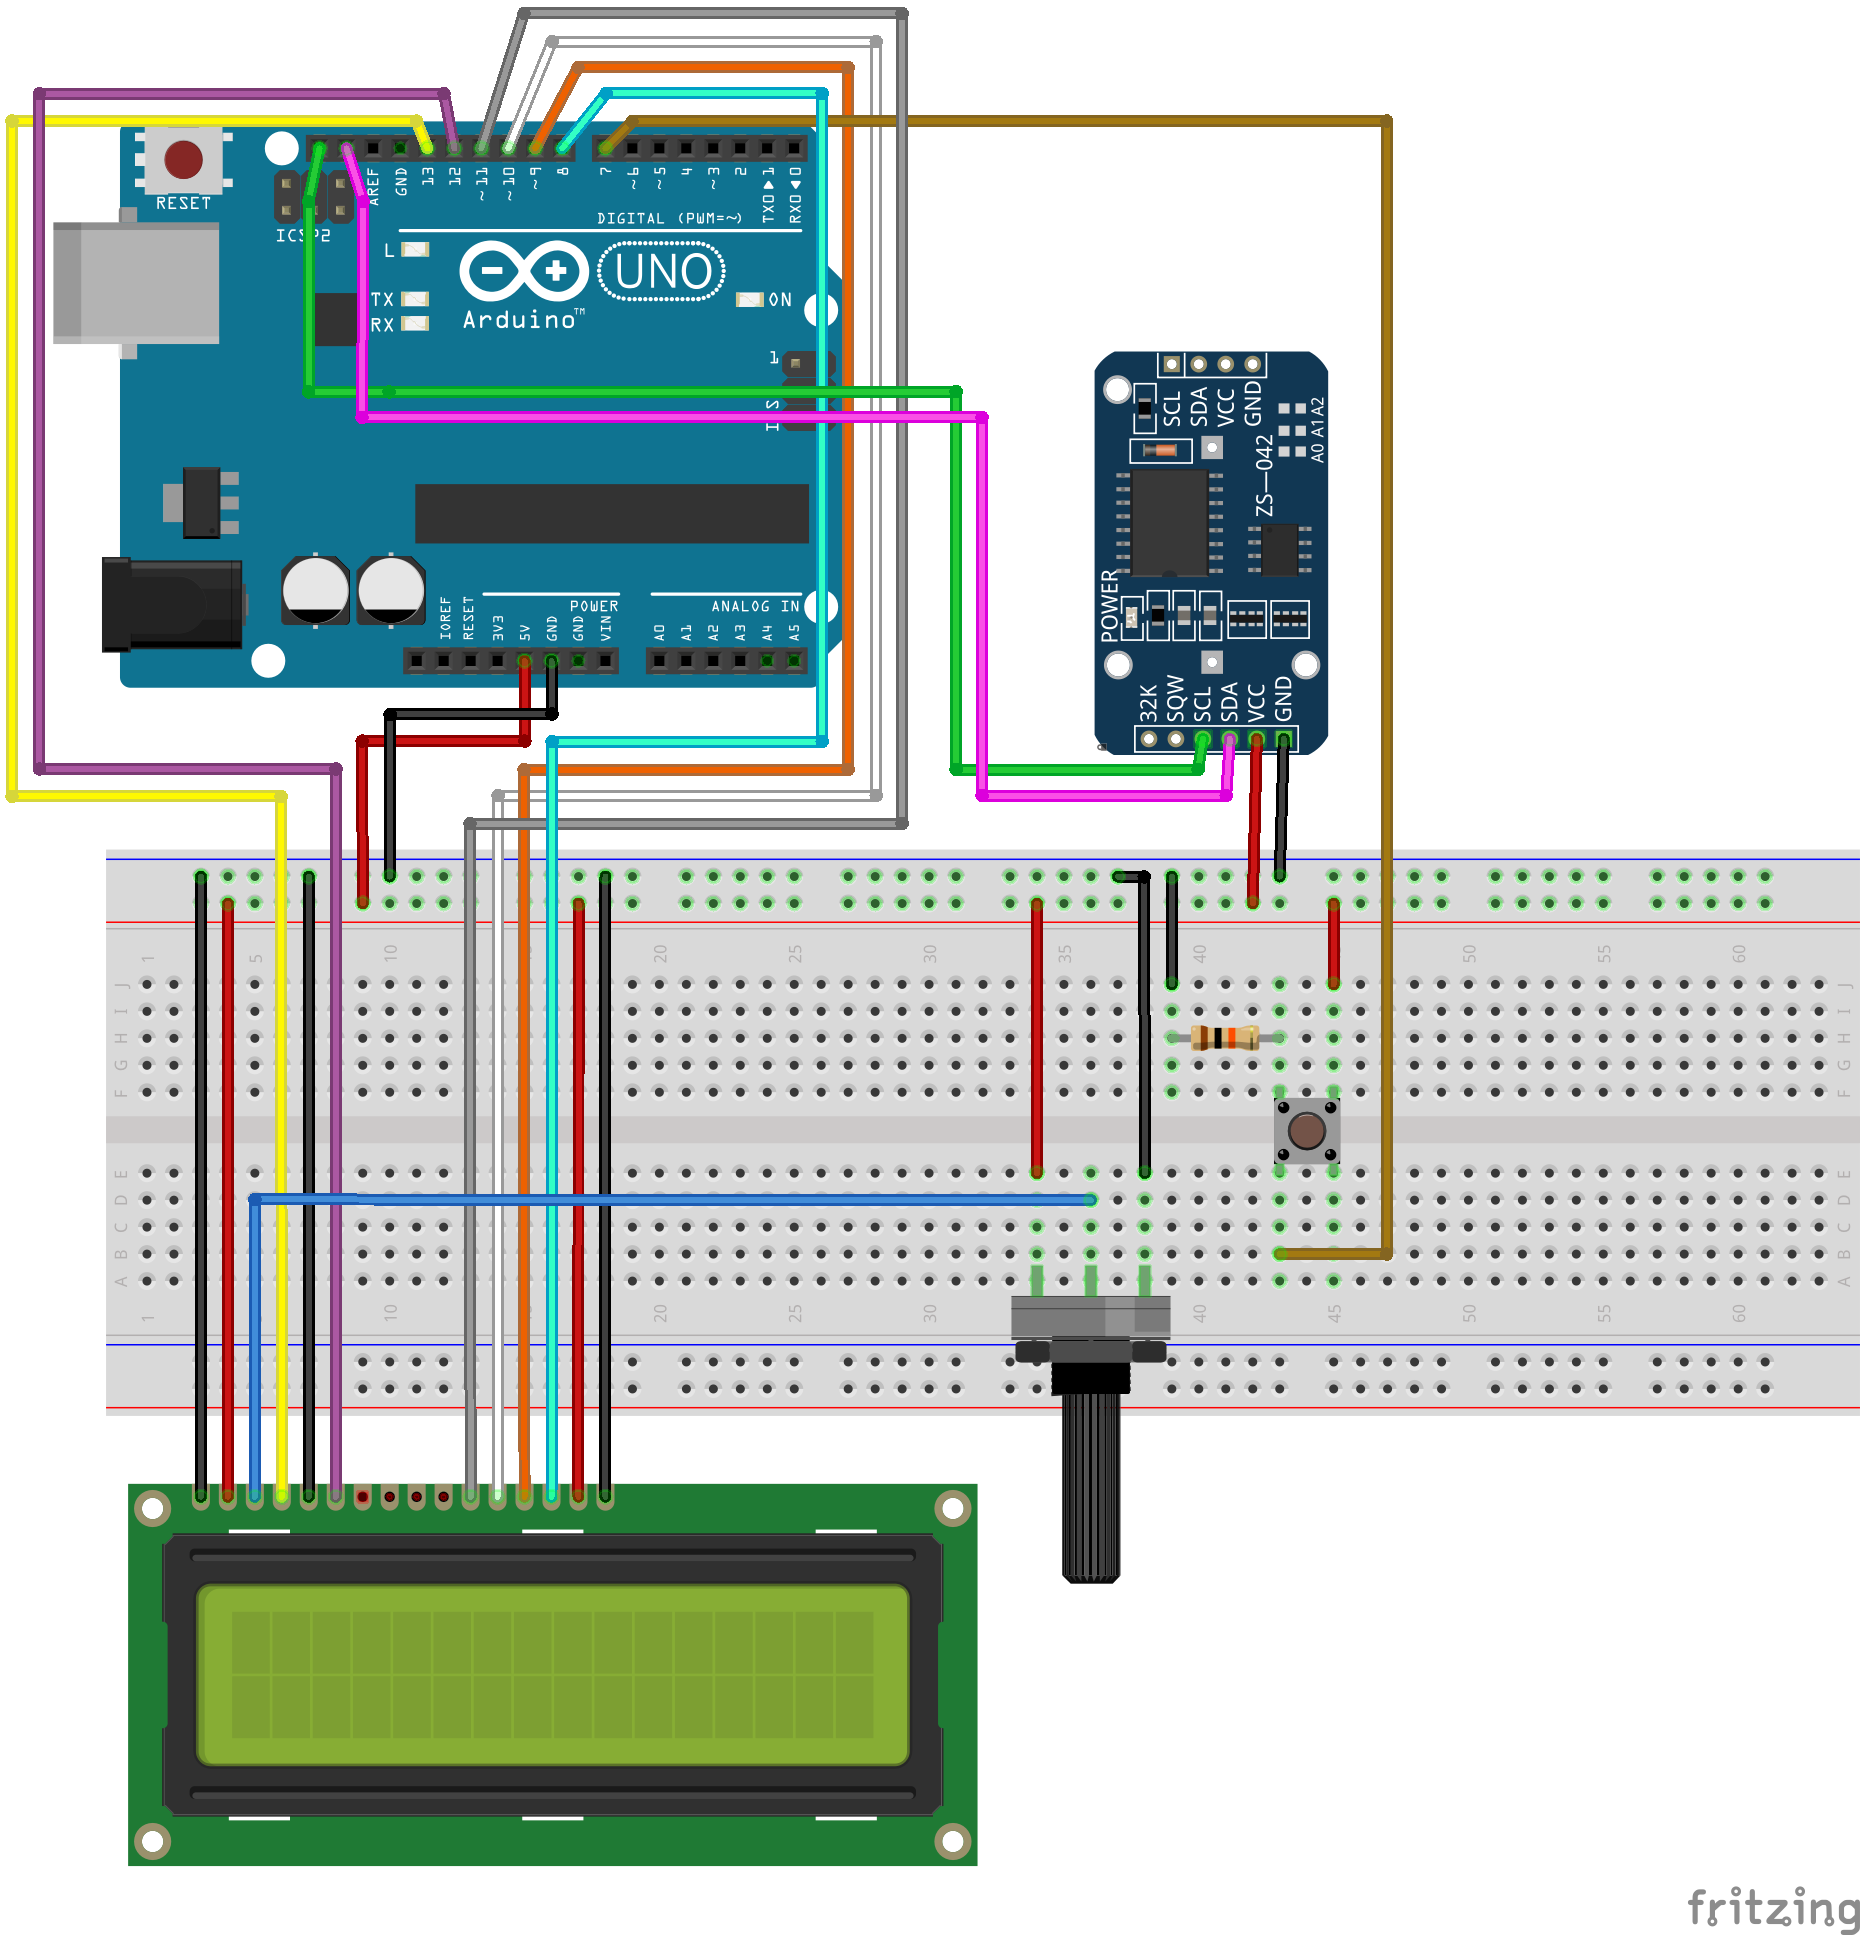 RESET
ICSP2
AREF
GND
13
12
~11
~10
~9
8
7
~6
~5
4
~3
2
TX0▶1
RX0◀0
DIGITAL (PWM=~)
L
TX
RX
UNO
ON
Arduino™
1
POWER
ANALOG IN
IOREF
RESET
3V3
5V
GND
GND
VIN
A0
A1
A2
A3
A4
A5
SCL
SDA
VCC
GND
A0 A1 A2
ZS-042
POWER
32K
SQW
SCL
SDA
VCC
GND
1
5
10
20
25
30
35
40
50
55
60
J
I
H
G
F
E
D
C
B
A
J
I
H
G
F
E
D
C
B
A
1
10
20
25
30
40
45
50
55
60
fritzing